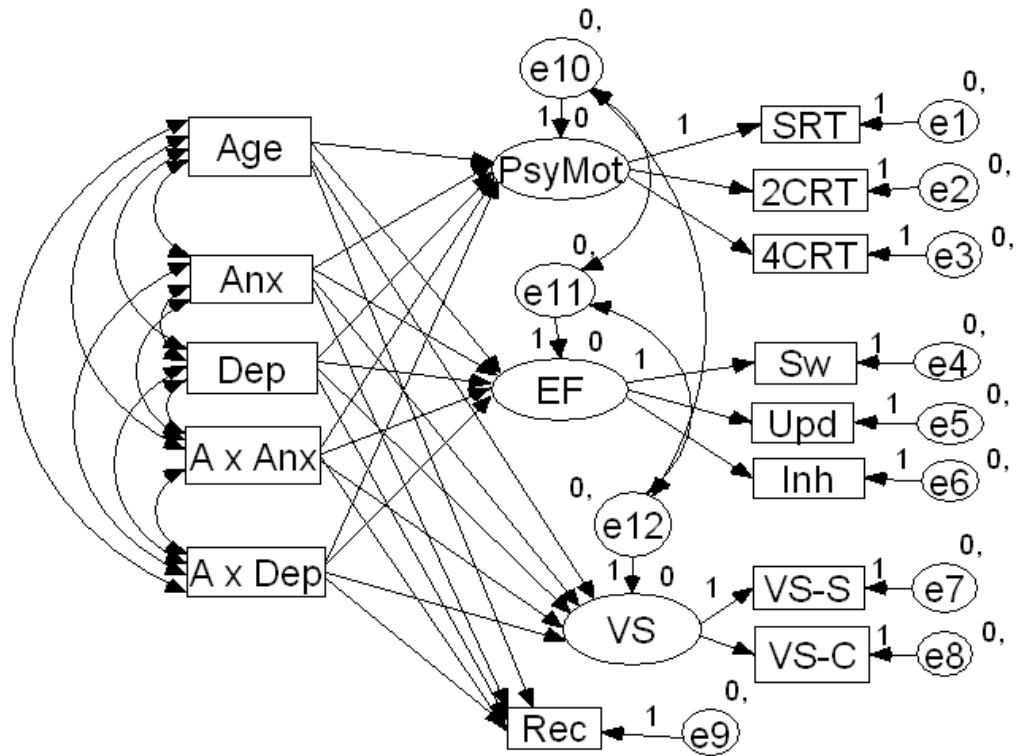 0,
e10
1 0
Age
PsyMot
1
SRT
1
0,
e1
2CRT
1
0,
e2
4CRT
1
0,
e3
Anx
0,
e11
1 0
Dep
EF
1
Sw
1
0,
e4
A x Anx
Upd
1
0,
e5
Inh
1
0,
e6
0,
e12
1 0
A x Dep
VS
1
VS-S
1
0,
e7
VS-C
1
0,
e8
Rec
1
0,
e9